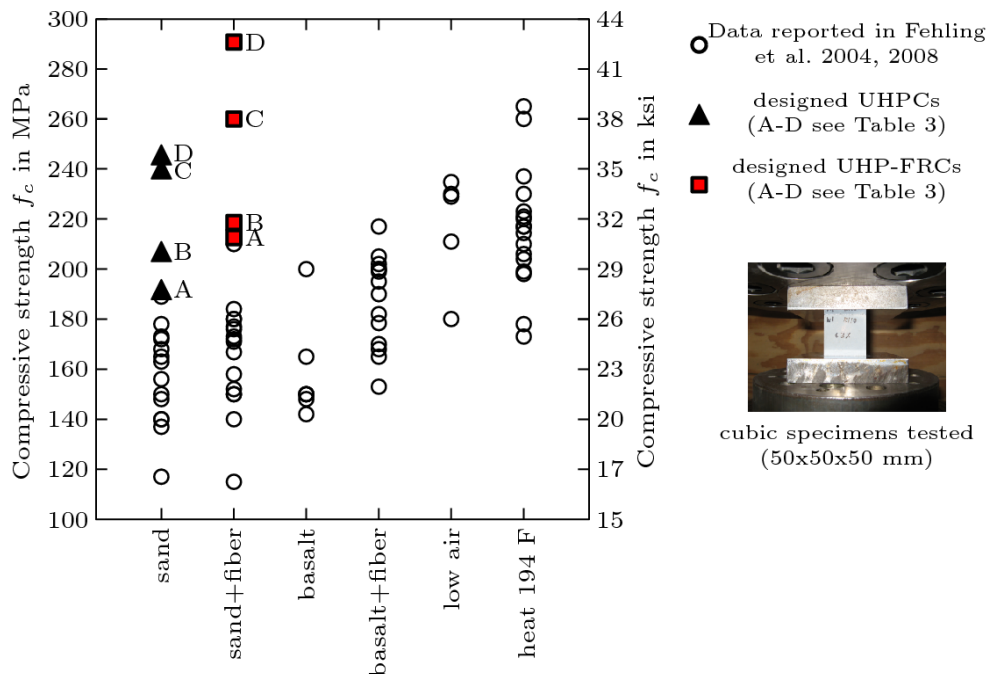 Compressive strength f_c in MPa
300
280
260
240
220
200
180
160
140
120
100
D
C
B
A
D
C
B
A
44
41
38
35
32
29
26
23
20
17
15
Compressive strength f_c in ksi
sand
sand+fiber
basalt
basalt+fiber
low air
heat 194 F
Data reported in Fehling
et al. 2004, 2008
designed UHPCs
(A-D see Table 3)
designed UHP-FRCs
(A-D see Table 3)
cubic specimens tested
(50x50x50 mm)